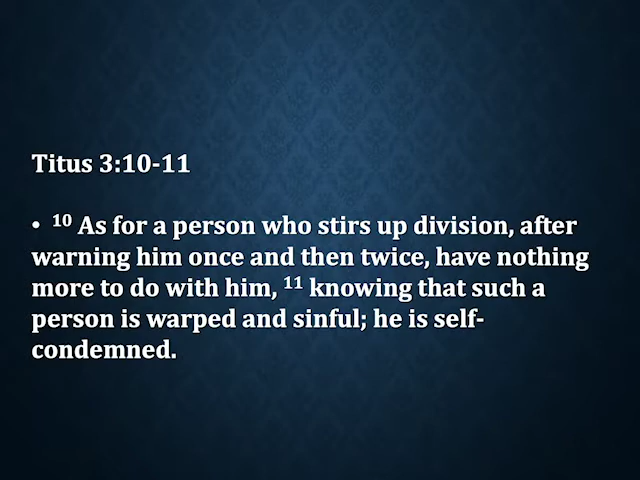 Titus 3:10-11
• 10 As for a person who stirs up division, after
warning him once and then twice, have nothing
more to do with him, 11 knowing that such a
person is warped and sinful; he is self-
condemned.